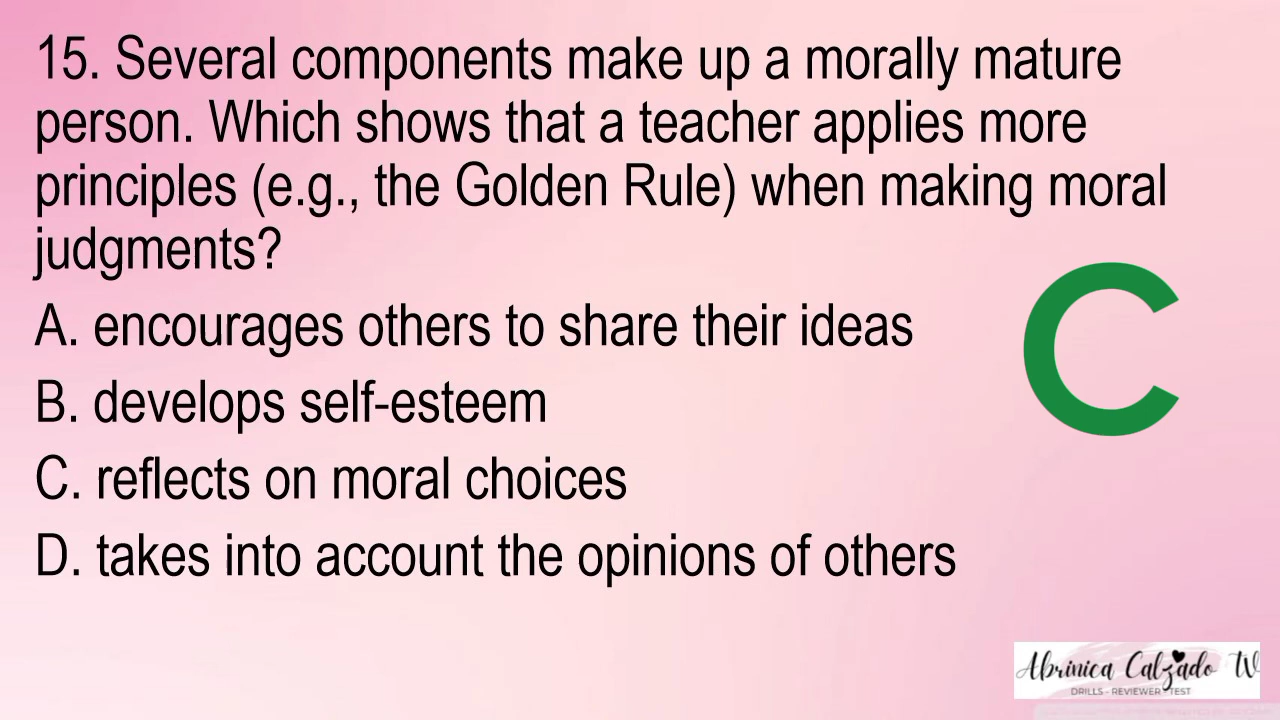 15. Several components make up a morally mature
person. Which shows that a teacher applies more
principles (e.g., the Golden Rule) when making moral
judgments?
A. encourages others to share their ideas
B. develops self-esteem
C. reflects on moral choices
D. takes into account the opinions of others
C
Abrinica Calzado TV
DRILLS - REVIEWER - TEST